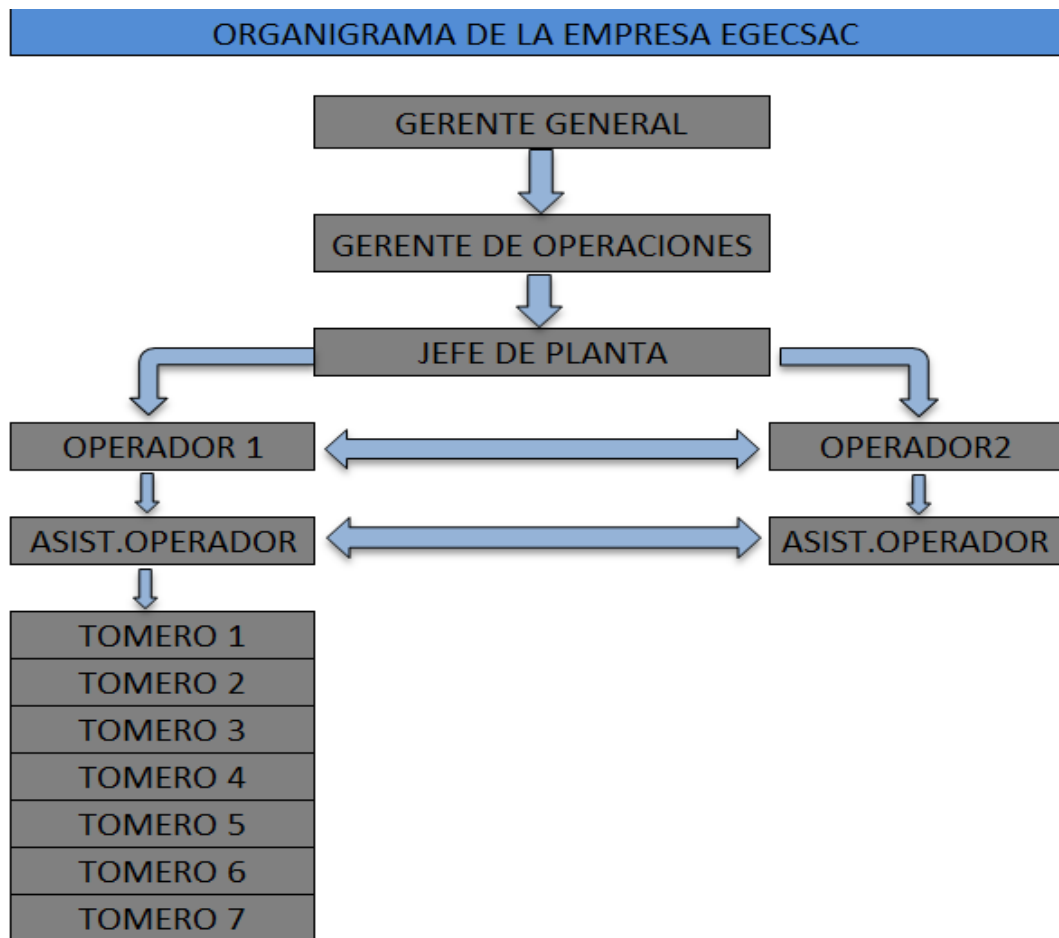 ORGANIGRAMA DE LA EMPRESA EGECSAC
GERENTE GENERAL
GERENTE DE OPERACIONES
JEFE DE PLANTA
OPERADOR 1
OPERADOR2
ASIST.OPERADOR
ASIST.OPERADOR
TOMERO 1
TOMERO 2
TOMERO 3
TOMERO 4
TOMERO 5
TOMERO 6
TOMERO 7